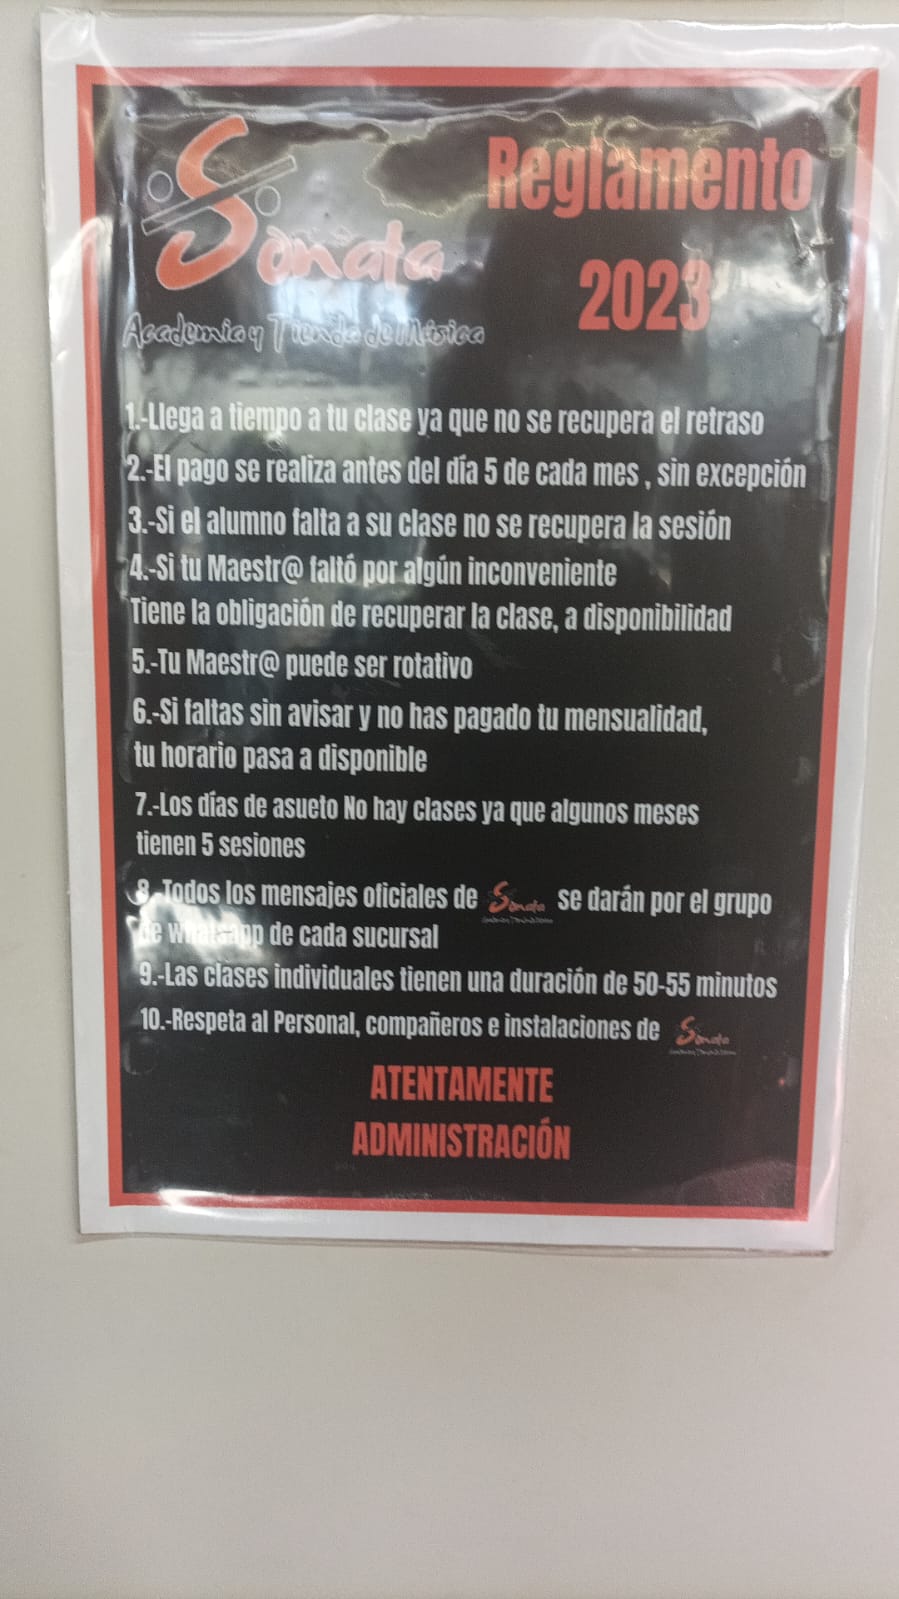 Sonata
Academia y Tienda de Música
Reglamento
2023
1.-Llega a tiempo a tu clase ya que no se recupera el retraso
2.-El pago se realiza antes del día 5 de cada mes , sin excepción
3.-Si el alumno falta a su clase no se recupera la sesión
4.-Si tu Maestr@ faltó por algún inconveniente
Tiene la obligación de recuperar la clase, a disponibilidad
5.-Tu Maestr@ puede ser rotativo
6.-Si faltas sin avisar y no has pagado tu mensualidad,
tu horario pasa a disponible
7.-Los días de asueto No hay clases ya que algunos meses
tienen 5 sesiones
8.-Todos los mensajes oficiales de Sonata se darán por el grupo
de whatsapp de cada sucursal
9.-Las clases individuales tienen una duración de 50-55 minutos
10.-Respeta al Personal, compañeros e instalaciones de Sonata
ATENTAMENTE
ADMINISTRACIÓN